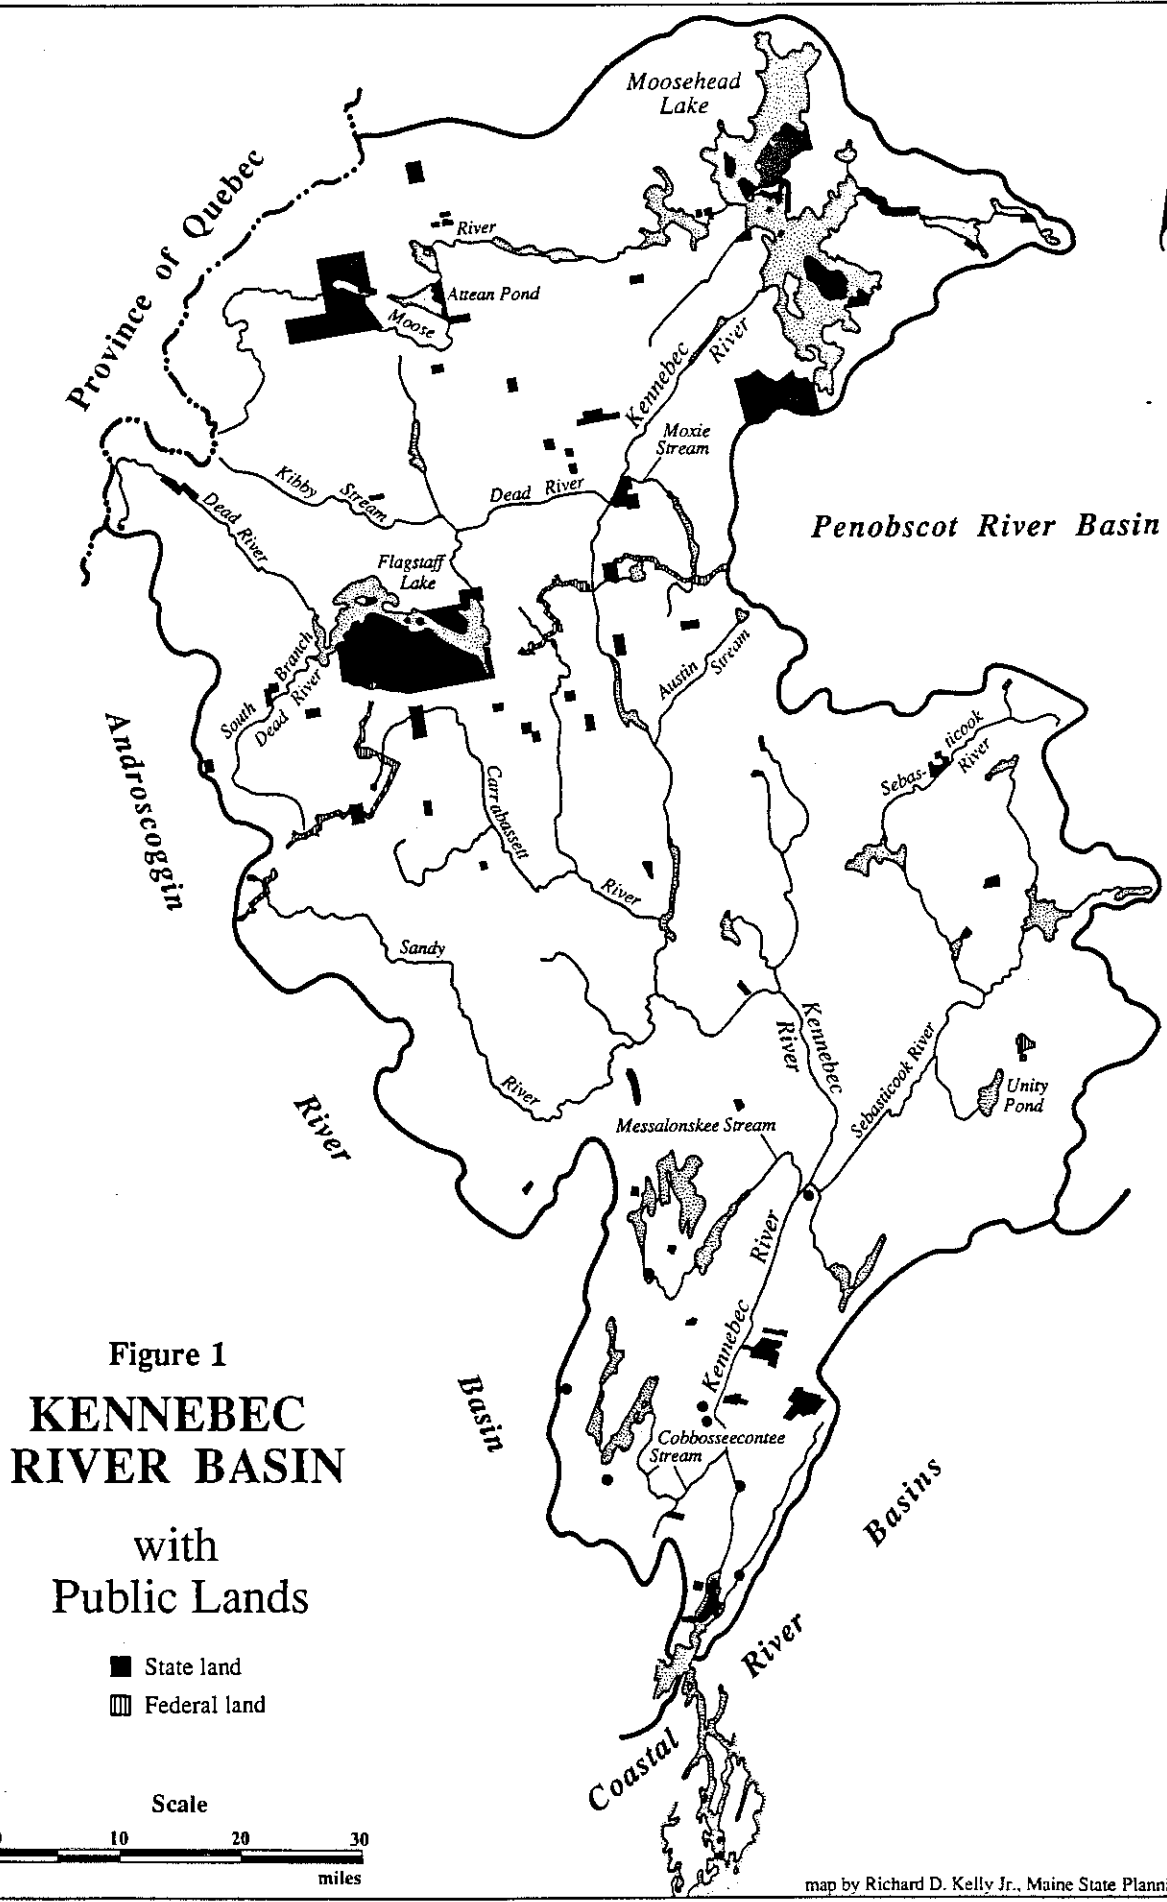 Moosehead
Lake
Province of Quebec
River
Attean Pond
Moose
Kennebec
River
Moxie
Stream
Kibby
Stream
Dead River
Dead River
Penobscot River Basin
Flagstaff
Lake
South Branch
Dead River
Austin
Stream
Androscoggin
Carrabassett
River
Sebas-
ticook
River
Sandy
River
Kennebec
River
Sebasticook River
Unity
Pond
River
Messalonskee Stream
River
Kennebec
Figure 1
KENNEBEC
RIVER BASIN
Basin
Cobbosseecontee
Stream
Basins
with
Public Lands
River
State land
Federal land
Coastal
Scale
10 20 30
miles
map by Richard D. Kelly Jr., Maine State Planni